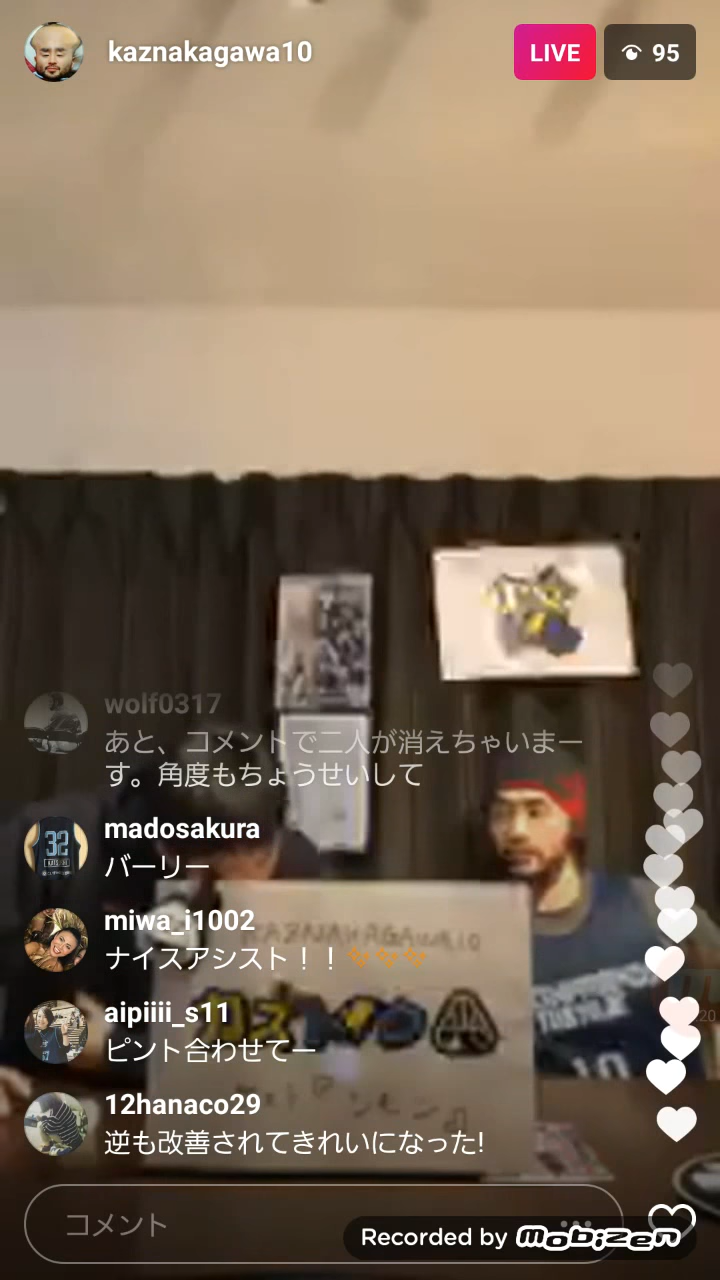 kaznakagawa10
LIVE
95
wolf0317
あと、コメントで二人が消えちゃいまー
す。角度もちょうせいして
madosakura
バーリー
32
miwa_i1002
ナイスアシスト！！
KAZNAKAGAWA10
aipiiii_s11
ピント合わせてー
10
12hanaco29
逆も改善されてきれいになった!
コメント
Recorded by mobizen